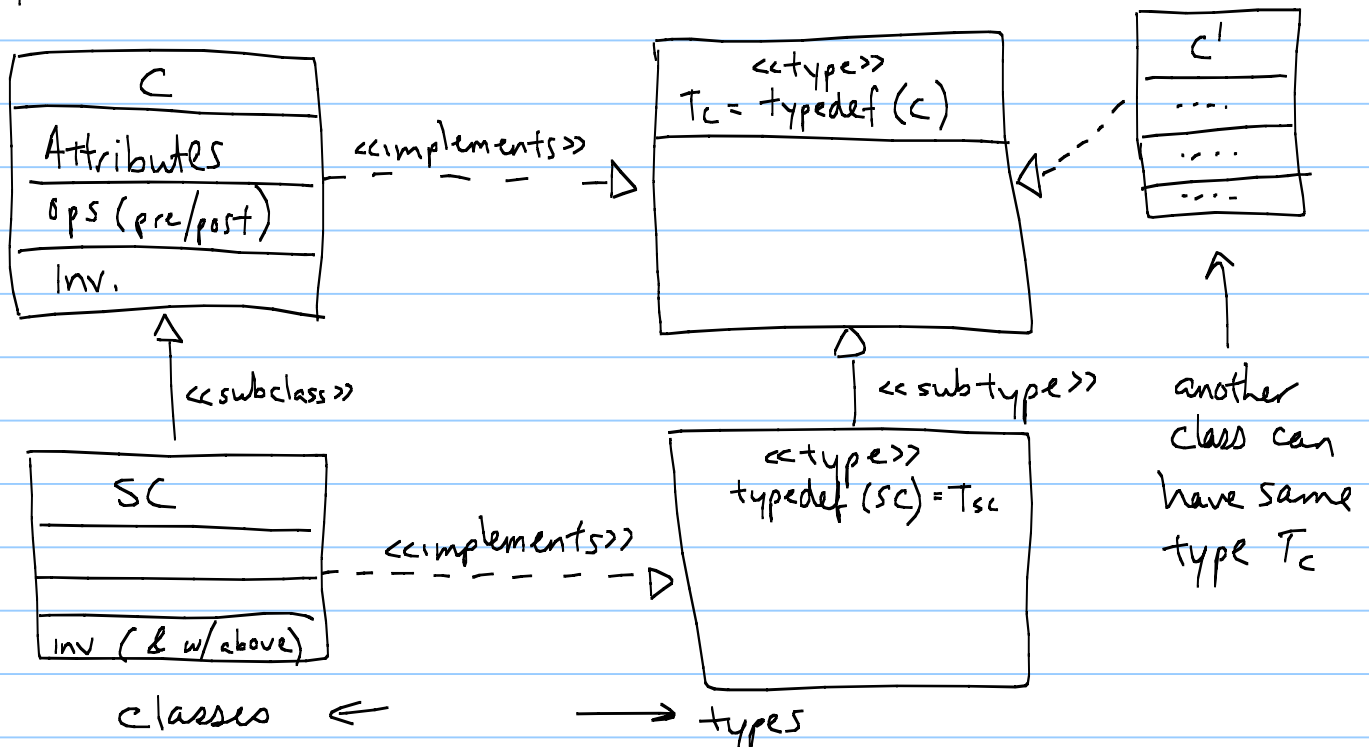 C
Attributes
ops (pre/post)
Inv.
<<implements>>
<<type>>
Tc = typedef (C)
C'
....
....
....
<<subclass>>
<<subtype>>
another
class can
have same
type Tc
SC
inv (& w/above)
<<implements>>
<<type>>
typedef (SC) = Tsc
classes ← → types